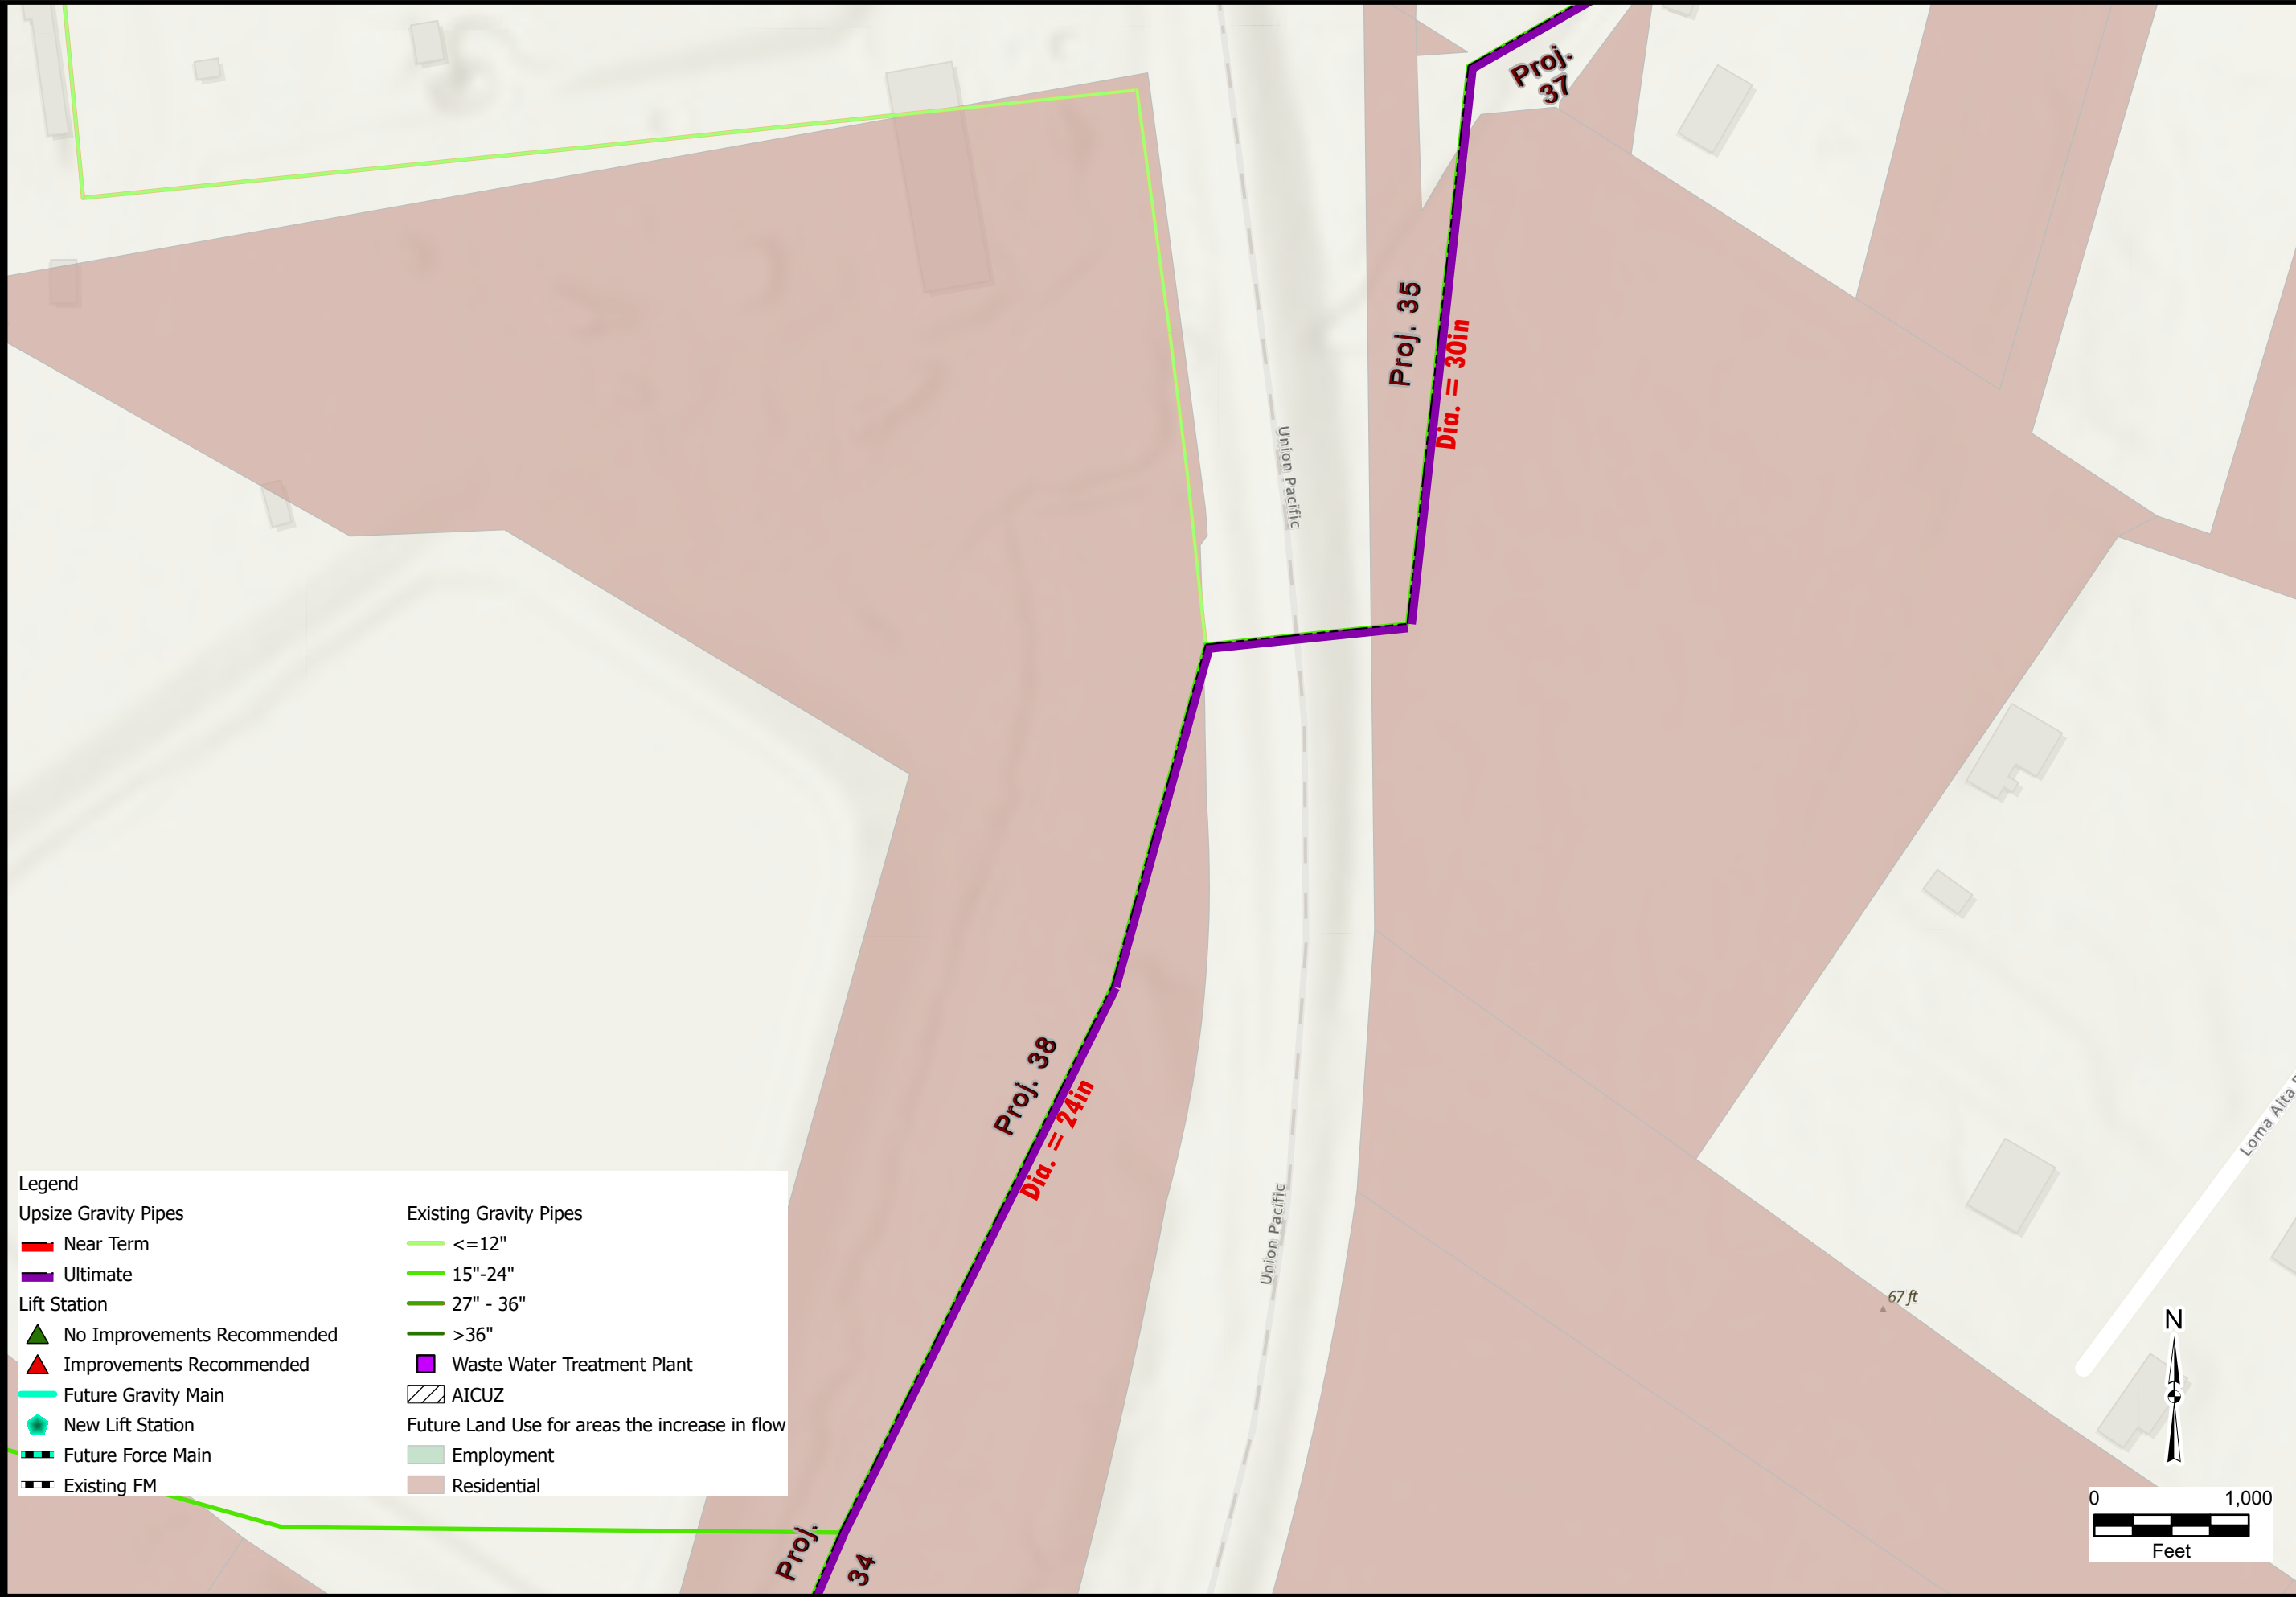 Proj.
37
Proj. 35
Dia. = 30in
Union Pacific
Proj. 38
Dia. = 24in
Union Pacific
Loma Alta
67 ft
Proj.
34
Legend
Upsize Gravity Pipes
Near Term
Ultimate
Lift Station
No Improvements Recommended
Improvements Recommended
Future Gravity Main
New Lift Station
Future Force Main
Existing FM
Existing Gravity Pipes
<=12"
15"-24"
27" - 36"
>36"
Waste Water Treatment Plant
AICUZ
Future Land Use for areas the increase in flow
Employment
Residential
N
0 1,000
Feet